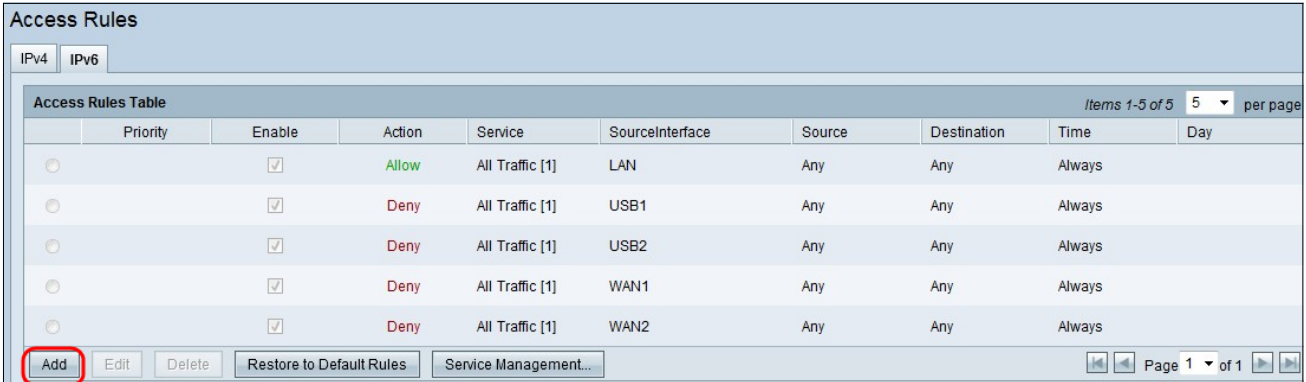 Access Rules
IPv4 IPv6
Access Rules Table Items 1-5 of 5 5 per page
Priority Enable Action Service SourceInterface Source Destination Time Day
Allow All Traffic [1] LAN Any Any Always
Deny All Traffic [1] USB1 Any Any Always
Deny All Traffic [1] USB2 Any Any Always
Deny All Traffic [1] WAN1 Any Any Always
Deny All Traffic [1] WAN2 Any Any Always
Add Edit Delete Restore to Default Rules Service Management... Page 1 of 1